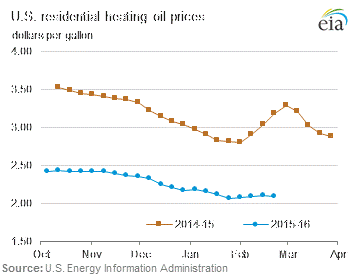 U.S. residential heating oil prices
dollars per gallon
eia
4.00
3.50
3.00
2.50
2.00
1.50
Oct Nov Dec Jan Feb Mar Apr
2014-15 2015-16
Source: U.S. Energy Information Administration